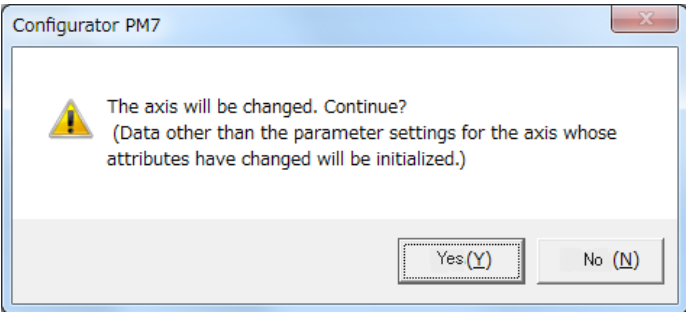 Configurator PM7
The axis will be changed. Continue?
(Data other than the parameter settings for the axis whose
attributes have changed will be initialized.)
Yes(Y)
No (N)